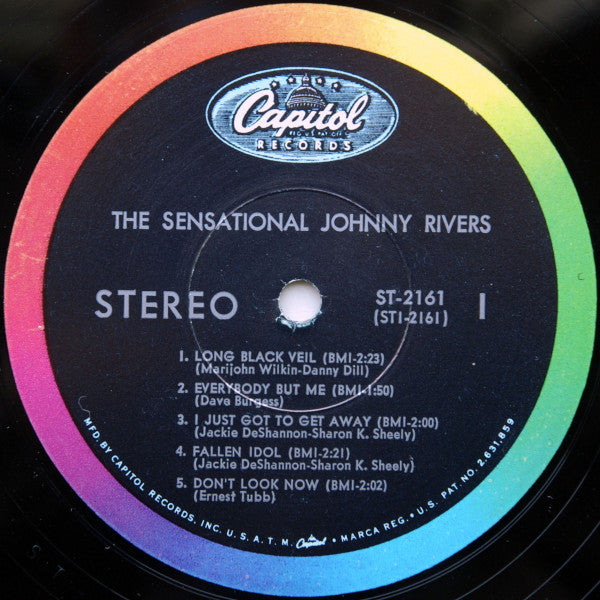 Capitol
RECORDS
THE SENSATIONAL JOHNNY RIVERS
STEREO
ST-2161
(ST1-2161)
1
1. LONG BLACK VEIL (BMI-2:23)
(Marijohn Wilkin-Danny Dill)
2. EVERYBODY BUT ME (BMI-1:50)
(Dave Burgess)
3. I JUST GOT TO GET AWAY (BMI-2:00)
(Jackie DeShannon-Sharon K. Sheely)
4. FALLEN IDOL (BMI-2:21)
(Jackie DeShannon-Sharon K. Sheely)
5. DON'T LOOK NOW (BMI-2:02)
(Ernest Tubb)
MFD. BY CAPITOL RECORDS, INC. U.S.A. T.M. Capitol • MARCA REG. • U.S. PAT. NO. 2,631,859